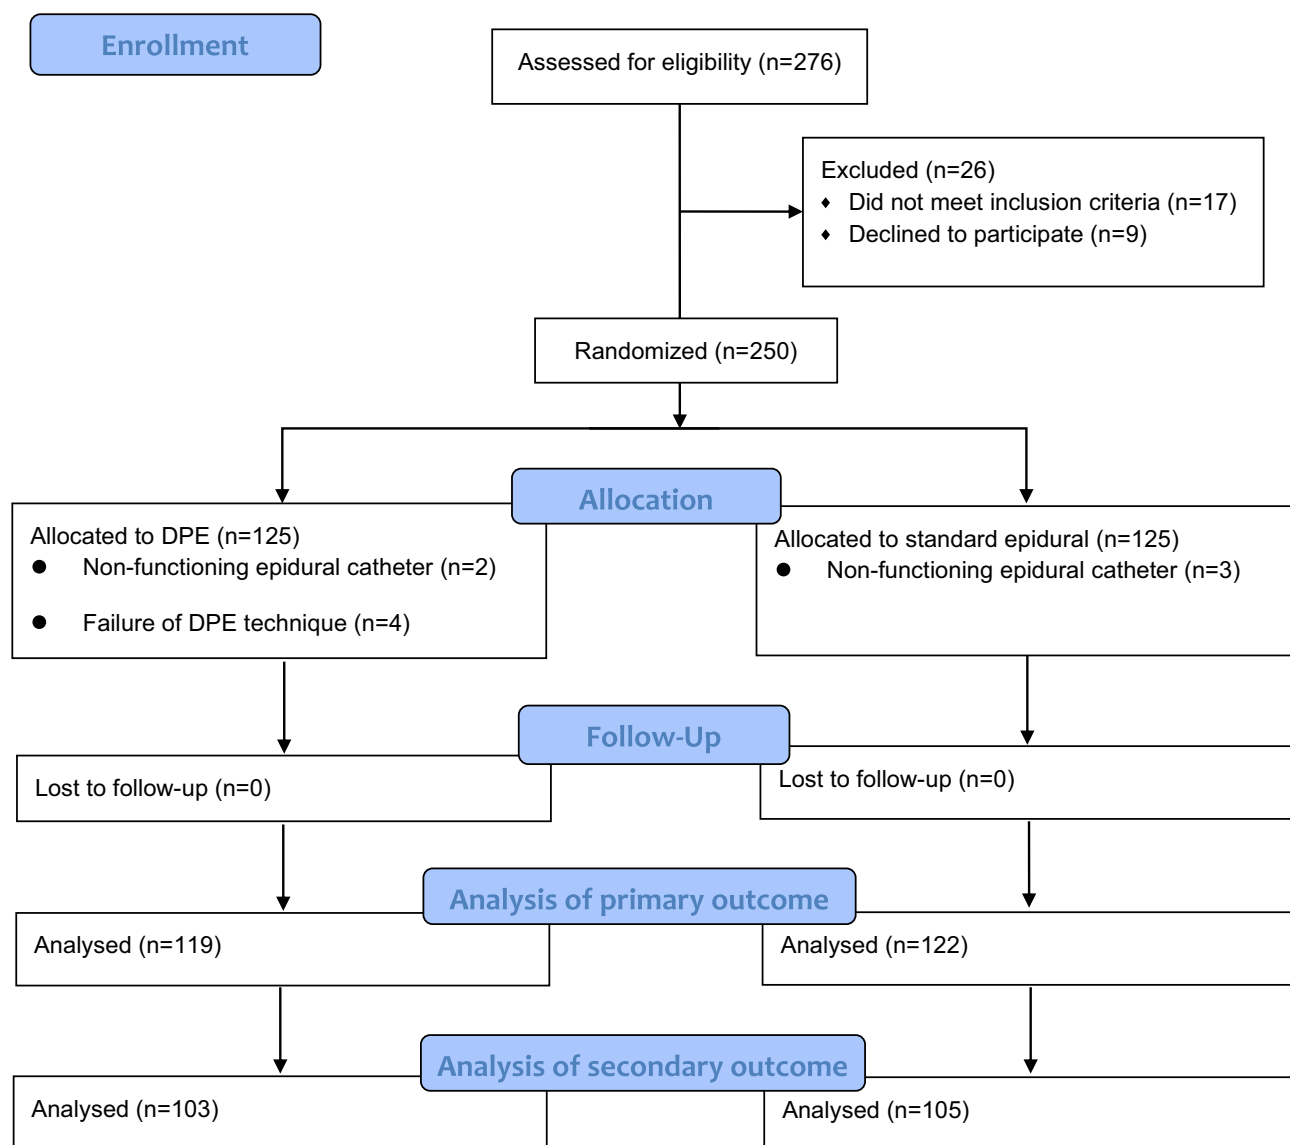 Enrollment
Assessed for eligibility (n=276)
Excluded (n=26)
♦ Did not meet inclusion criteria (n=17)
♦ Declined to participate (n=9)
Randomized (n=250)
Allocation
Allocated to DPE (n=125)
● Non-functioning epidural catheter (n=2)
● Failure of DPE technique (n=4)
Allocated to standard epidural (n=125)
● Non-functioning epidural catheter (n=3)
Follow-Up
Lost to follow-up (n=0)
Lost to follow-up (n=0)
Analysis of primary outcome
Analysed (n=119)
Analysed (n=122)
Analysis of secondary outcome
Analysed (n=103)
Analysed (n=105)